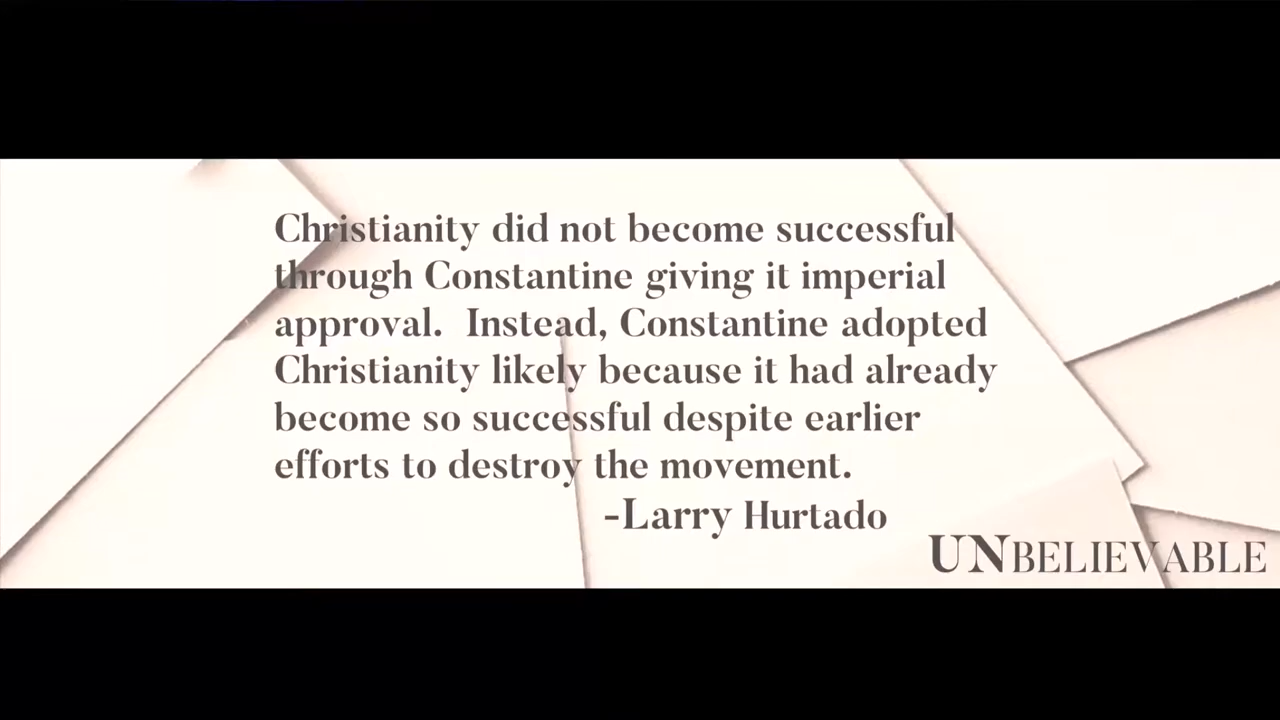 Christianity did not become successful
through Constantine giving it imperial
approval.  Instead, Constantine adopted
Christianity likely because it had already
become so successful despite earlier
efforts to destroy the movement.
-Larry Hurtado
UNBELIEVABLE